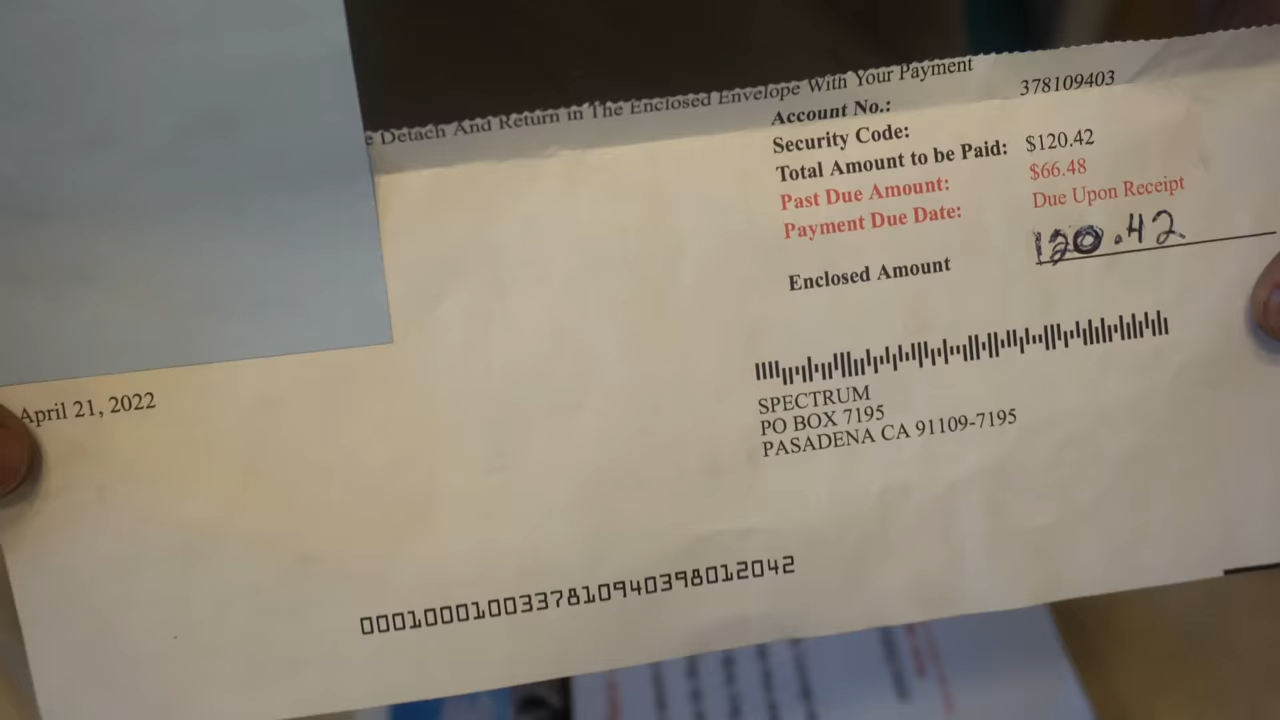 e Detach And Return in The Enclosed Envelope With Your Payment
Account No.: 378109403
Security Code:
Total Amount to be Paid: $120.42
Past Due Amount: $66.48
Payment Due Date: Due Upon Receipt
Enclosed Amount 120.42
SPECTRUM
PO BOX 7195
PASADENA CA 91109-7195
April 21, 2022
0001000100337810940398012042